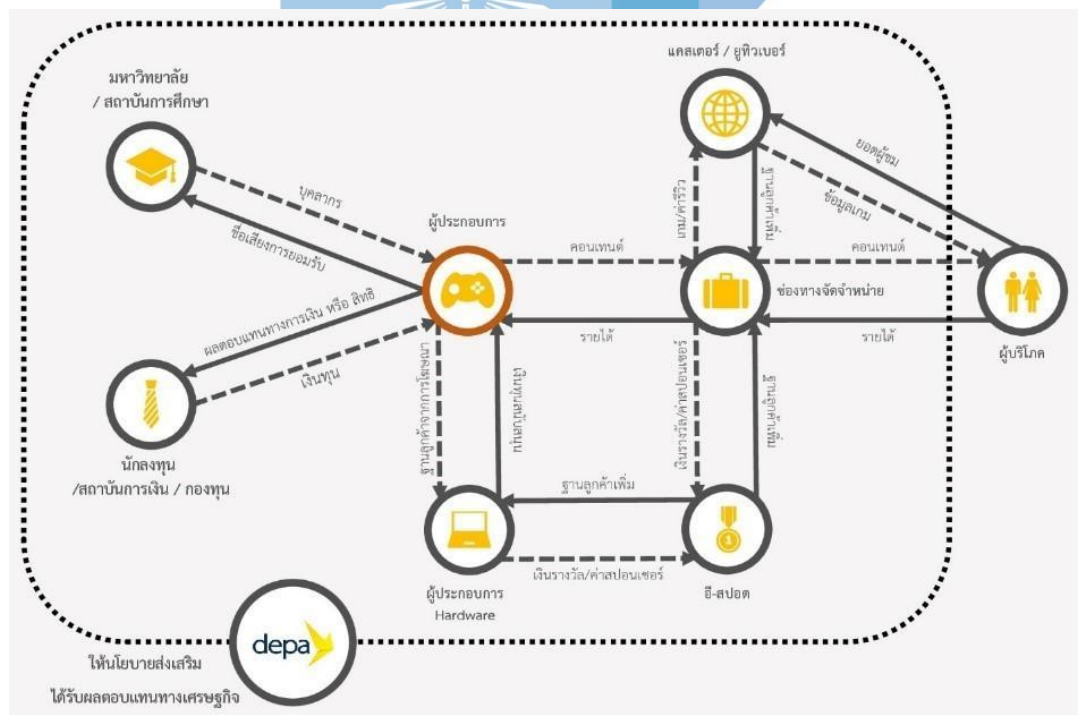 แคสเตอร์ / ยูทิวเบอร์
มหาวิทยาลัย
/ สถาบันการศึกษา
ยอดผู้ชม
ข้อมูลเกม
เกม/ค่ารีวิว
ฐานลูกค้าเพิ่ม
บุคลากร
ชื่อเสียงการยอมรับ
ผู้ประกอบการ
คอนเทนต์
คอนเทนต์
ช่องทางจัดจำหน่าย
ผลตอบแทนทางการเงิน หรือ สิทธิ
เงินทุน
รายได้
รายได้
ผู้บริโภค
ฐานลูกค้าจากการโฆษณา
เงินทุนสนับสนุน
เงินรางวัล/ค่าสปอนเซอร์
ฐานลูกค้าเพิ่ม
นักลงทุน
/สถาบันการเงิน / กองทุน
ฐานลูกค้าเพิ่ม
1
เงินรางวัล/ค่าสปอนเซอร์
ผู้ประกอบการ
Hardware
อี-สปอต
depa
ให้นโยบายส่งเสริม
ได้รับผลตอบแทนทางเศรษฐกิจ